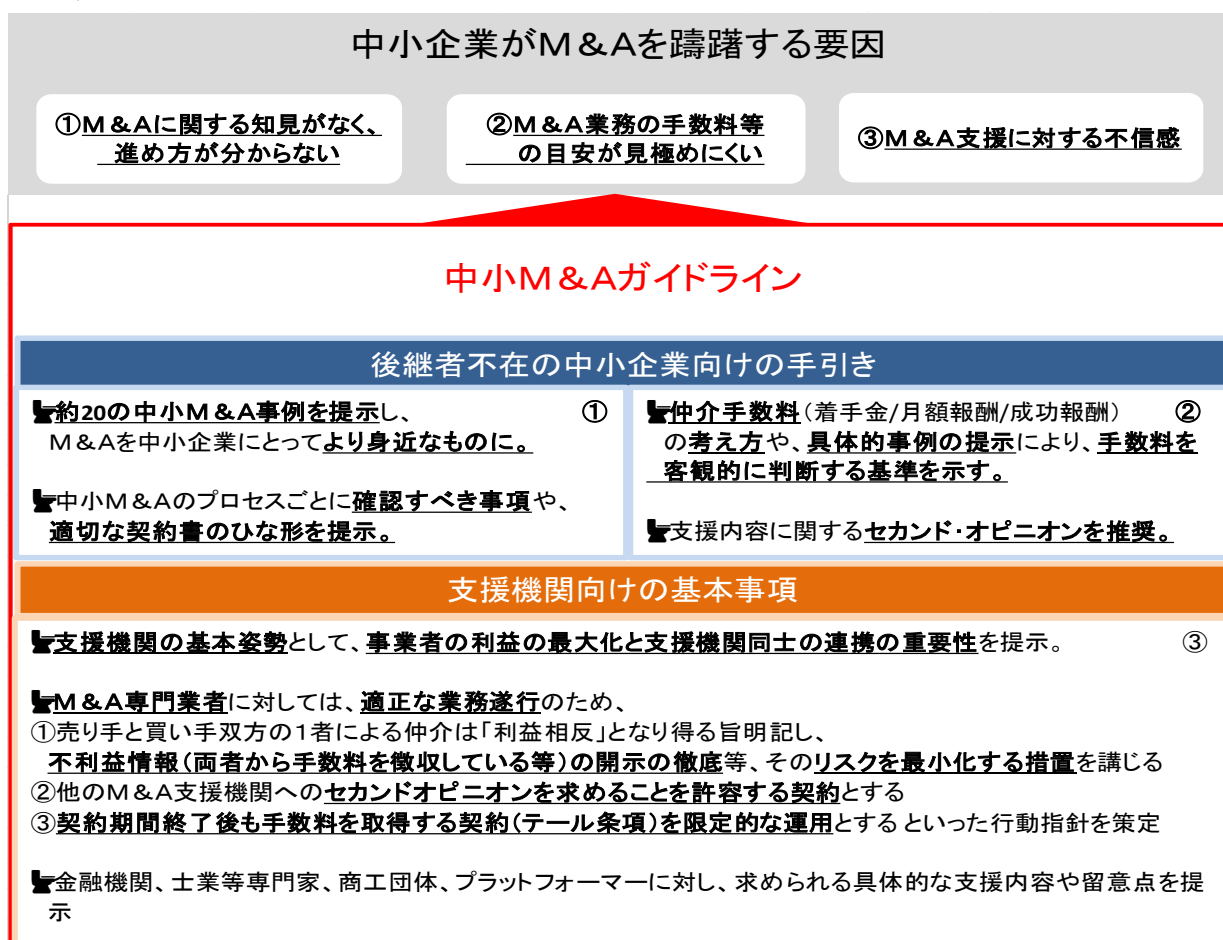 中小企業がM&Aを躊躇する要因
①M&Aに関する知見がなく、
進め方が分からない
②M&A業務の手数料等
の目安が見極めにくい
③M&A支援に対する不信感
中小M&Aガイドライン
後継者不在の中小企業向けの手引き
約20の中小M&A事例を提示し、 ①
M&Aを中小企業にとってより身近なものに。
中小M&Aのプロセスごとに確認すべき事項や、
適切な契約書のひな形を提示。
仲介手数料（着手金/月額報酬/成功報酬） ②
の考え方や、具体的事例の提示により、手数料を
客観的に判断する基準を示す。
支援内容に関するセカンド・オピニオンを推奨。
支援機関向けの基本事項
支援機関の基本姿勢として、事業者の利益の最大化と支援機関同士の連携の重要性を提示。 ③
M&A専門業者に対しては、適正な業務遂行のため、
①売り手と買い手双方の1者による仲介は「利益相反」となり得る旨明記し、
不利益情報（両者から手数料を徴収している等）の開示の徹底等、そのリスクを最小化する措置を講じる
②他のM&A支援機関へのセカンドオピニオンを求めることを許容する契約とする
③契約期間終了後も手数料を取得する契約（テール条項）を限定的な運用とするといった行動指針を策定
金融機関、士業等専門家、商工団体、プラットフォーマーに対し、求められる具体的な支援内容や留意点を提
示